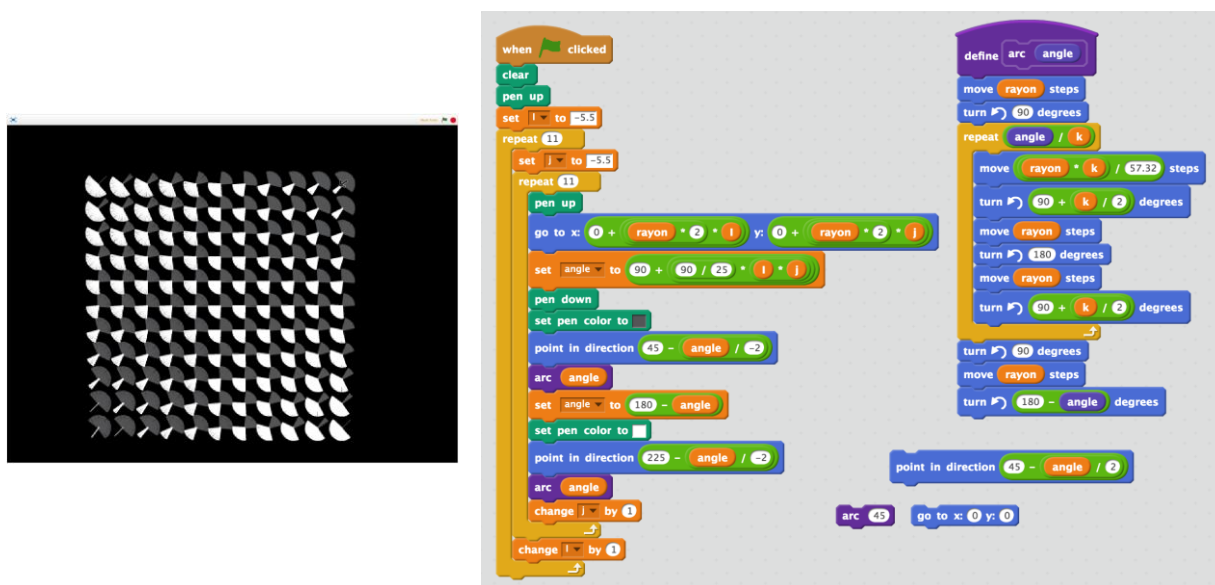 when clicked
clear
pen up
set I to -5.5
repeat 11
set j to -5.5
repeat 11
pen up
go to x: 0 + rayon * 2 * I y: 0 + rayon * 2 * j
set angle to 90 + 90 / 25 * I * j
pen down
set pen color to
point in direction 45 - angle / -2
arc angle
set angle to 180 - angle
set pen color to
point in direction 225 - angle / -2
arc angle
change j by 1
change I by 1
define arc angle
move rayon steps
turn 90 degrees
repeat angle / k
move rayon * k / 57.32 steps
turn 90 + k / 2 degrees
move rayon steps
turn 180 degrees
move rayon steps
turn 90 + k / 2 degrees
turn 90 degrees
move rayon steps
turn 180 - angle degrees
point in direction 45 - angle / 2
arc 45
go to x: 0 y: 0